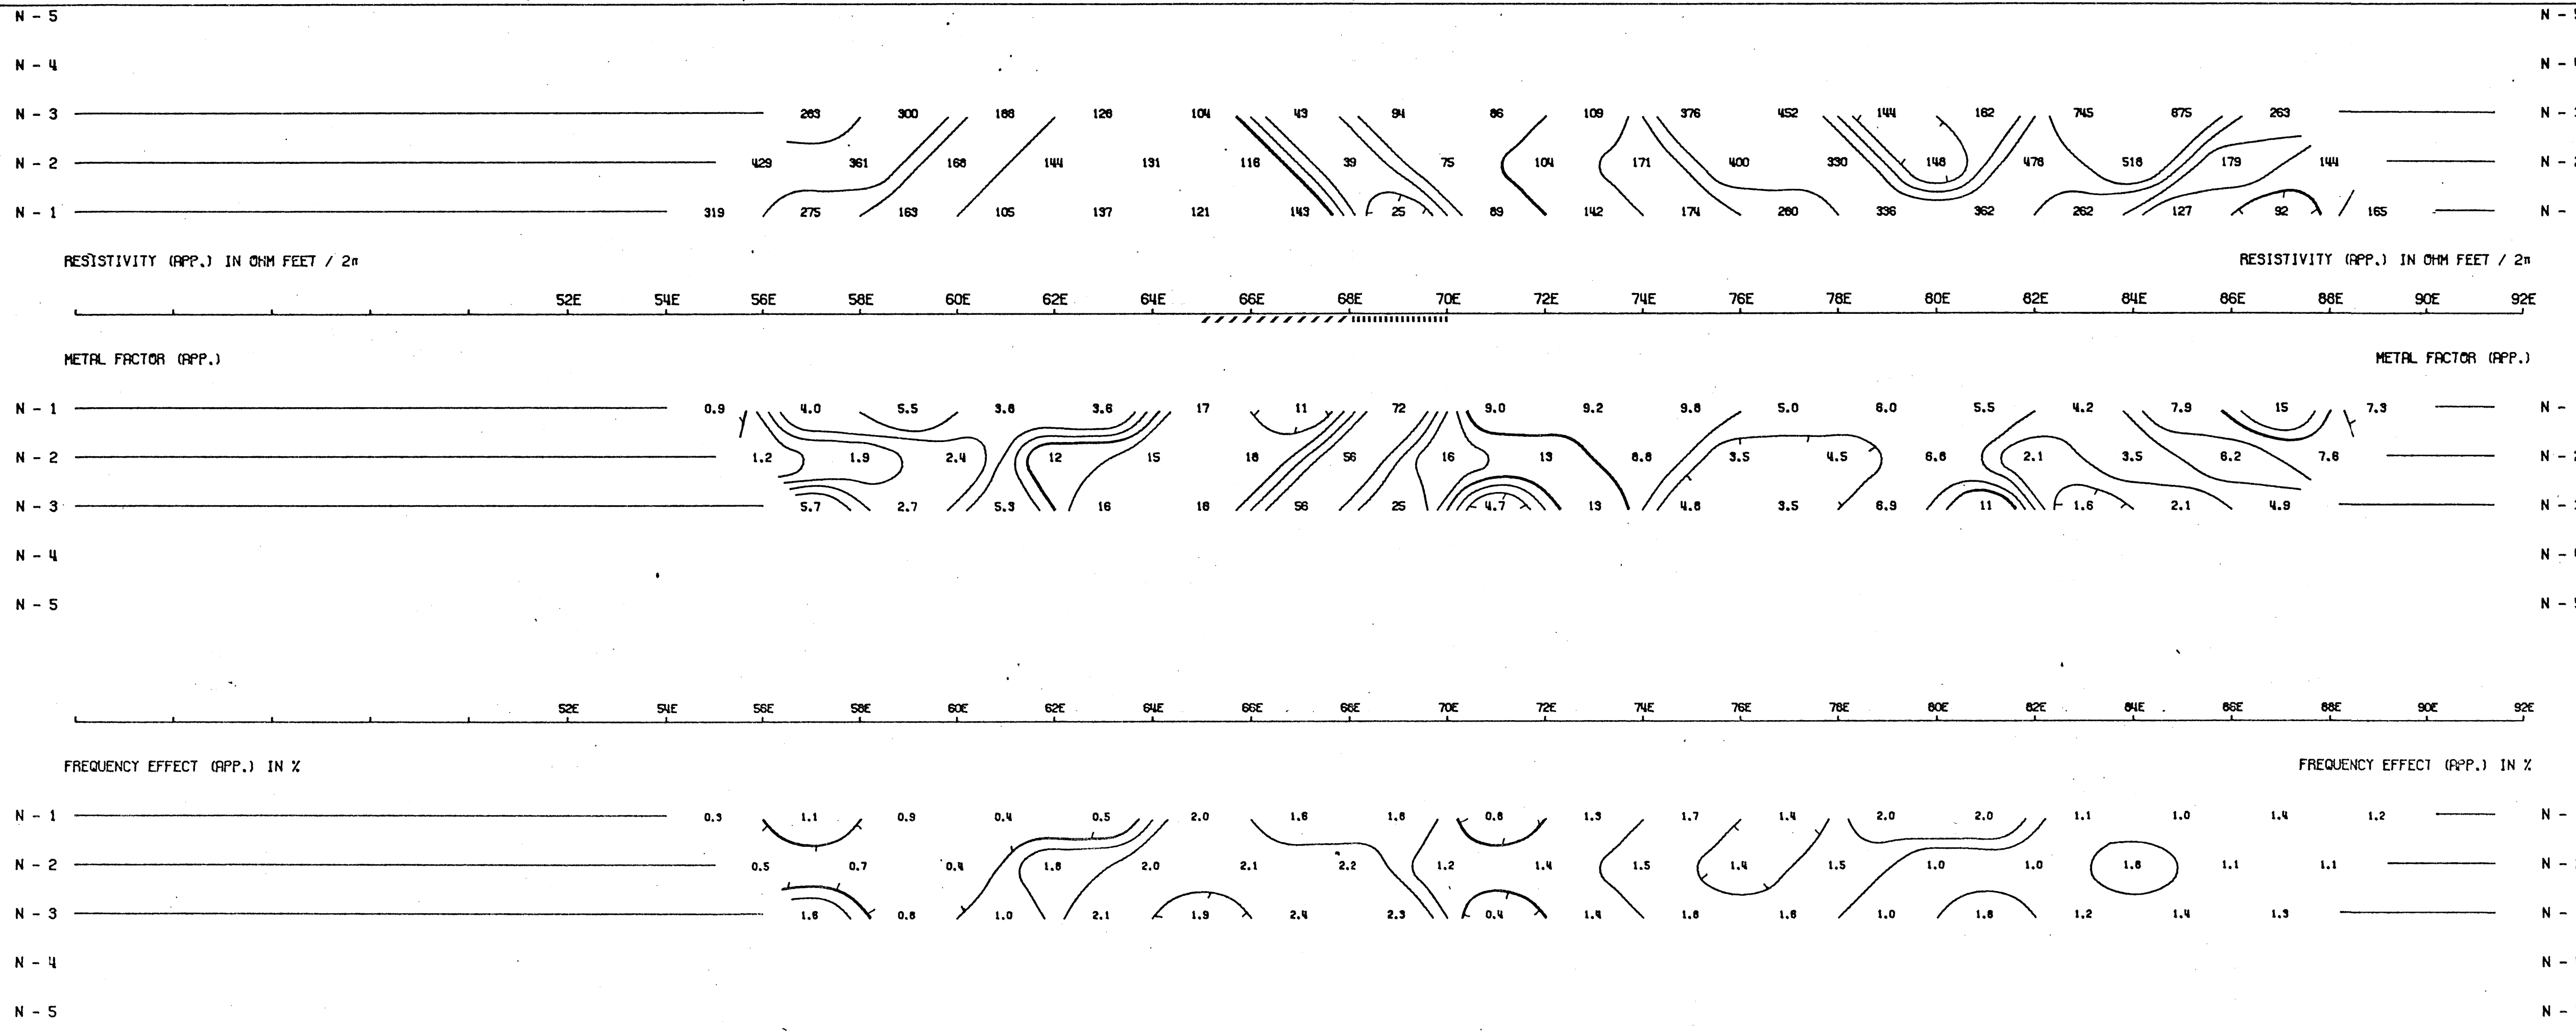 N - 5
N - 4 N -
N - 3 263 300 188 128 104 43 94 86 109 376 452 144 162 745 875 263 N -
N - 2 429 361 168 144 131 116 39 75 104 171 400 330 148 478 518 179 144 N -
N - 1 319 275 163 105 137 121 143 25 89 142 174 280 336 362 262 127 92 165 N -
RESISTIVITY (APP.) IN OHM FEET / 2π RESISTIVITY (APP.) IN OHM FEET / 2π
52E 54E 56E 58E 60E 62E 64E 66E 68E 70E 72E 74E 76E 78E 80E 82E 84E 86E 88E 90E 92E
METAL FACTOR (APP.) METAL FACTOR (APP.)
N - 1 0.9 4.0 5.5 3.8 3.6 17 11 72 9.0 9.2 9.8 5.0 6.0 5.5 4.2 7.9 15 7.3 N -
N - 2 1.2 1.9 2.4 12 15 18 56 16 13 8.8 3.5 4.5 6.8 2.1 3.5 6.2 7.6 N -
N - 3 5.7 2.7 5.3 16 18 56 25 4.7 13 4.8 3.5 6.9 11 1.6 2.1 4.9 N -
N - 4 N -
N - 5 N -
52E 54E 56E 58E 60E 62E 64E 66E 68E 70E 72E 74E 76E 78E 80E 82E 84E 86E 88E 90E 92E
FREQUENCY EFFECT (APP.) IN % FREQUENCY EFFECT (APP.) IN %
N - 1 0.3 1.1 0.9 0.4 0.5 2.0 1.6 1.8 0.8 1.3 1.7 1.4 2.0 2.0 1.1 1.0 1.4 1.2 N -
N - 2 0.5 0.7 0.4 1.8 2.0 2.1 2.2 1.2 1.4 1.5 1.4 1.5 1.0 1.0 1.8 1.1 1.1 N -
N - 3 1.6 0.8 1.0 2.1 1.9 2.4 2.3 0.4 1.4 1.8 1.6 1.0 1.8 1.2 1.4 1.3 N -
N - 4 N -
N - 5 N -